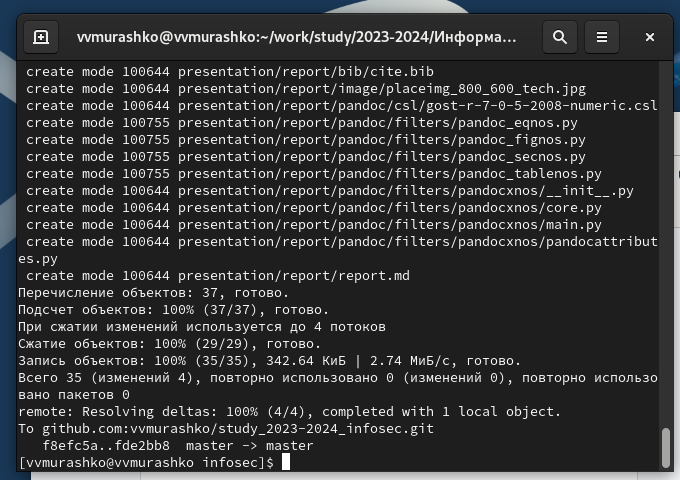 vvmurashko@vvmurashko:~/work/study/2023-2024/Информа...
create mode 100644 presentation/report/bib/cite.bib
create mode 100644 presentation/report/image/placeimg_800_600_tech.jpg
create mode 100644 presentation/report/pandoc/csl/gost-r-7-0-5-2008-numeric.csl
create mode 100755 presentation/report/pandoc/filters/pandoc_eqnos.py
create mode 100755 presentation/report/pandoc/filters/pandoc_fignos.py
create mode 100755 presentation/report/pandoc/filters/pandoc_secnos.py
create mode 100755 presentation/report/pandoc/filters/pandoc_tablenos.py
create mode 100644 presentation/report/pandoc/filters/pandocxnos/__init__.py
create mode 100644 presentation/report/pandoc/filters/pandocxnos/core.py
create mode 100644 presentation/report/pandoc/filters/pandocxnos/main.py
create mode 100644 presentation/report/pandoc/filters/pandocxnos/pandocattribut
es.py
create mode 100644 presentation/report/report.md
Перечисление объектов: 37, готово.
Подсчет объектов: 100% (37/37), готово.
При сжатии изменений используется до 4 потоков
Сжатие объектов: 100% (29/29), готово.
Запись объектов: 100% (35/35), 342.64 КиБ | 2.74 МиБ/с, готово.
Всего 35 (изменений 4), повторно использовано 0 (изменений 0), повторно использо
вано пакетов 0
remote: Resolving deltas: 100% (4/4), completed with 1 local object.
To github.com:vvmurashko/study_2023-2024_infosec.git
f8efc5a..fde2bb8  master -> master
[vvmurashko@vvmurashko infosec]$